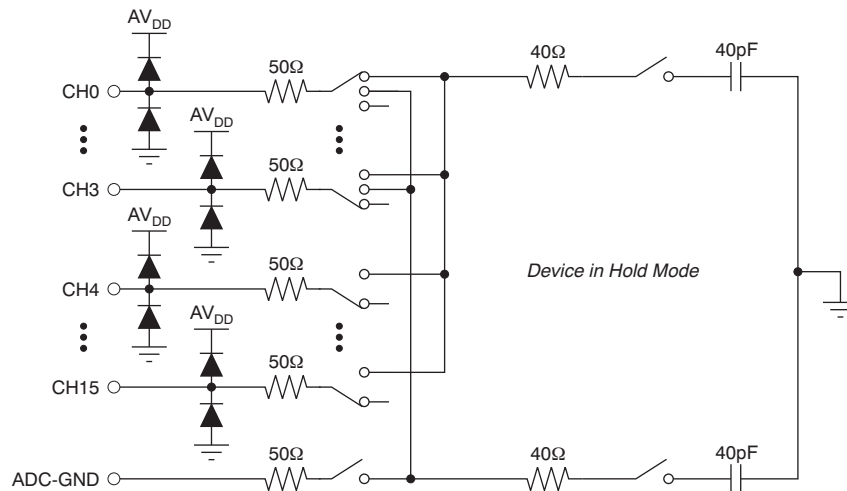 AVDD
50Ω
40Ω
40pF
CH0
AVDD
50Ω
CH3
AVDD
50Ω
CH4
Device in Hold Mode
AVDD
50Ω
CH15
50Ω
40Ω
40pF
ADC-GND